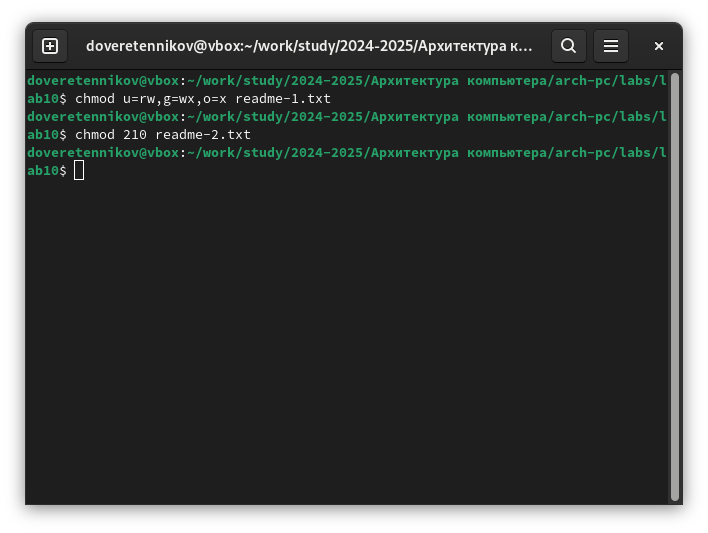 doveretennikov@vbox:~/work/study/2024-2025/Архитектура к...
doveretennikov@vbox:~/work/study/2024-2025/Архитектура компьютера/arch-pc/labs/l
ab10$ chmod u=rw,g=wx,o=x readme-1.txt
doveretennikov@vbox:~/work/study/2024-2025/Архитектура компьютера/arch-pc/labs/l
ab10$ chmod 210 readme-2.txt
doveretennikov@vbox:~/work/study/2024-2025/Архитектура компьютера/arch-pc/labs/l
ab10$